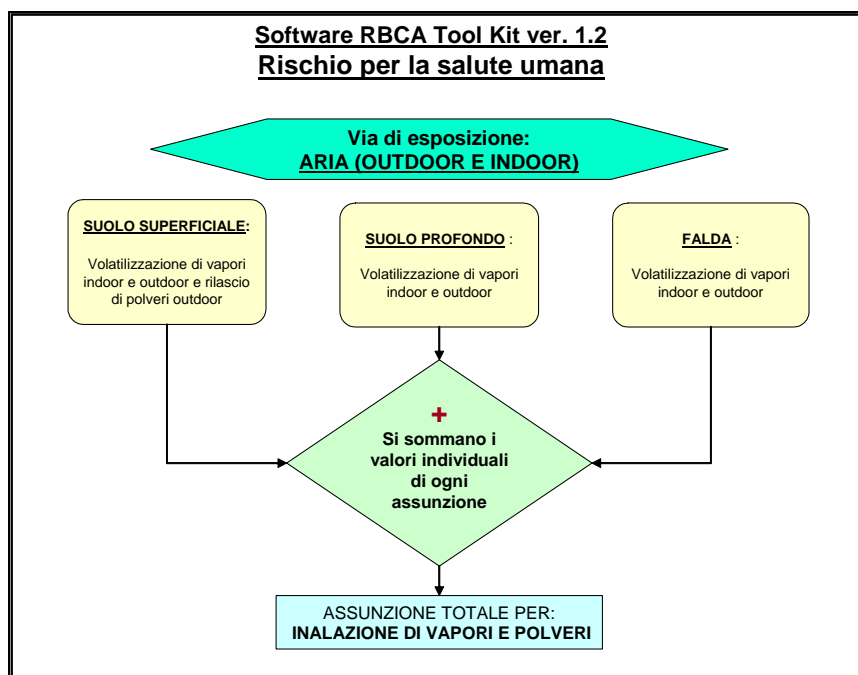 Software RBCA Tool Kit ver. 1.2
Rischio per la salute umana
Via di esposizione:
ARIA (OUTDOOR E INDOOR)
SUOLO SUPERFICIALE:
Volatilizzazione di vapori
indoor e outdoor e rilascio
di polveri outdoor
SUOLO PROFONDO :
Volatilizzazione di vapori
indoor e outdoor
FALDA :
Volatilizzazione di vapori
indoor e outdoor
+
Si sommano i
valori individuali
di ogni
assunzione
ASSUNZIONE TOTALE PER:
INALAZIONE DI VAPORI E POLVERI